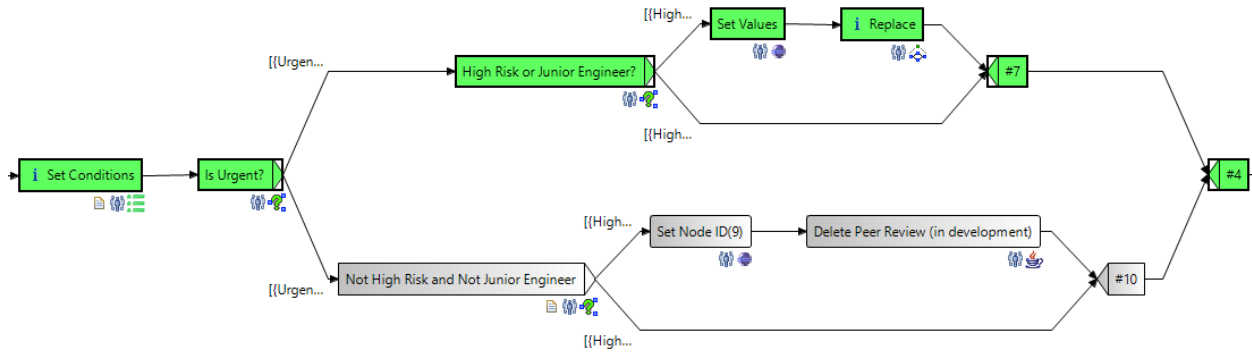 [{High...
Set Values
i Replace
[{Urgen...
High Risk or Junior Engineer?
#7
[{High...
i Set Conditions
Is Urgent?
#4
[{High...
Set Node ID(9)
Delete Peer Review (in development)
[{Urgen...
Not High Risk and Not Junior Engineer
#10
[{High...